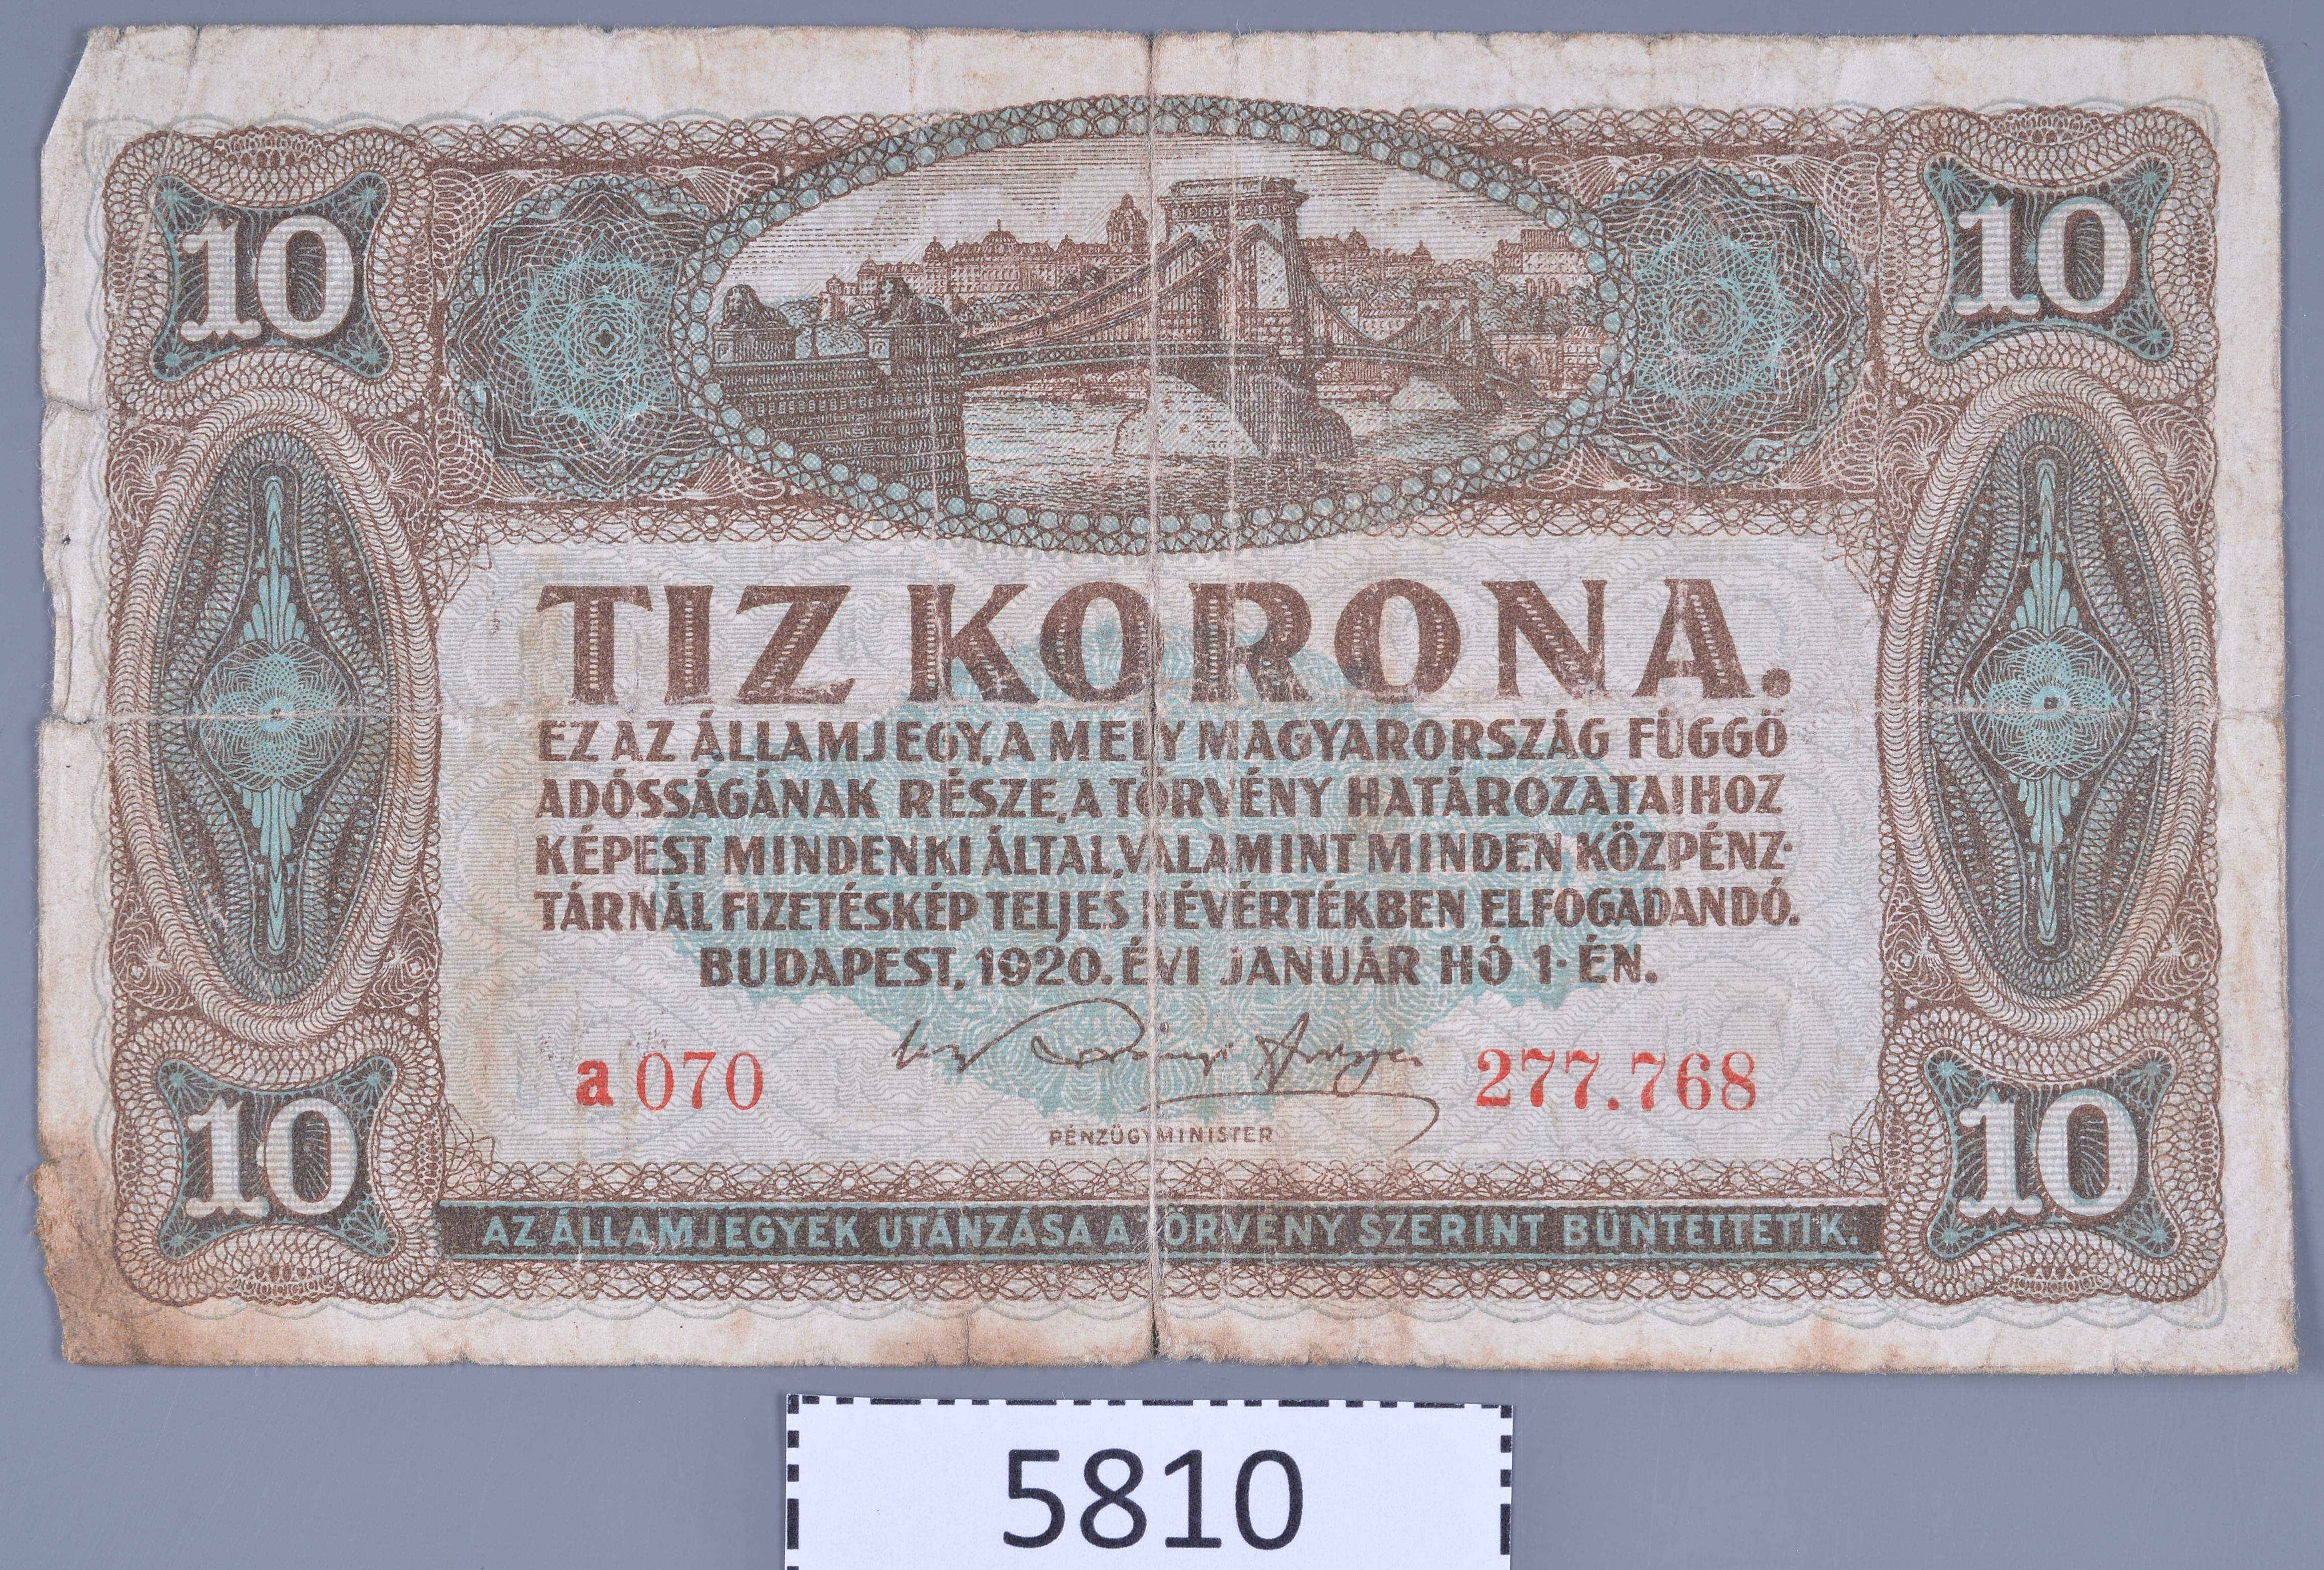 10
10
TIZ KORONA.
EZ AZ ÁLLAMJEGY, A MELY MAGYARORSZÁG FÜGGŐ
ADÓSSÁGÁNAK RÉSZE, A TÖRVÉNY HATÁROZATAIHOZ
KÉPEST MINDENKI ÁLTAL, VALAMINT MINDEN KÖZPÉNZ-
TÁRNÁL FIZETÉSKÉP TELJES NÉVÉRTÉKBEN ELFOGADANDÓ.
BUDAPEST, 1920. ÉVI JANUÁR HÓ 1-ÉN.
a 070
277.768
PÉNZÜGYMINISTER
10
10
AZ ÁLLAMJEGYEK UTÁNZÁSA A TÖRVÉNY SZERINT BÜNTETTETIK.
5810